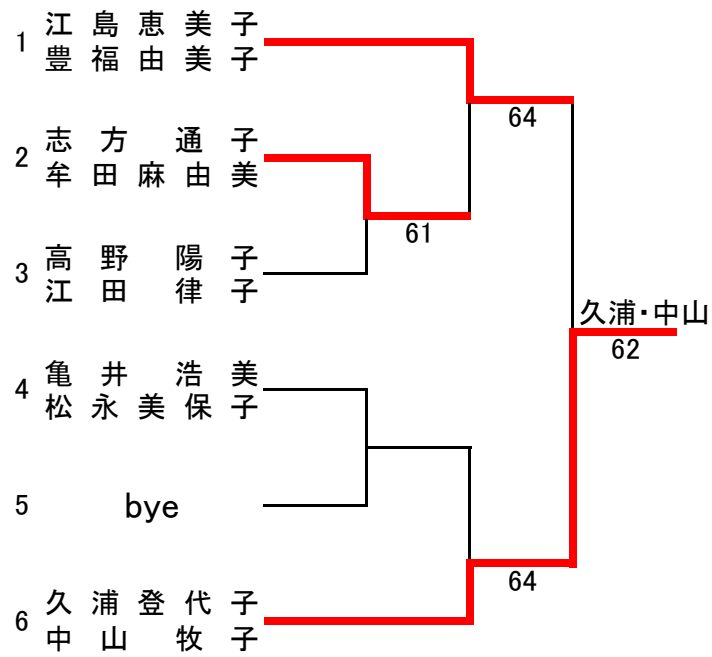 1 江島恵美子
豊福由美子
64
2 志方通子
牟田麻由美
61
3 高野陽子
江田律子
久浦・中山
62
4 亀井浩美
松永美保子
5 bye
64
6 久浦登代子
中山牧子